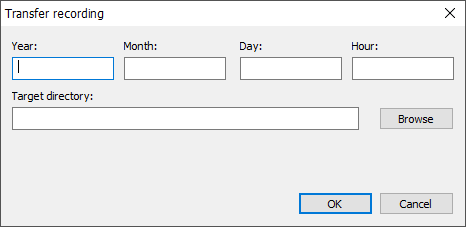 Transfer recording
Year: Month: Day: Hour:
Target directory:
Browse
OK Cancel